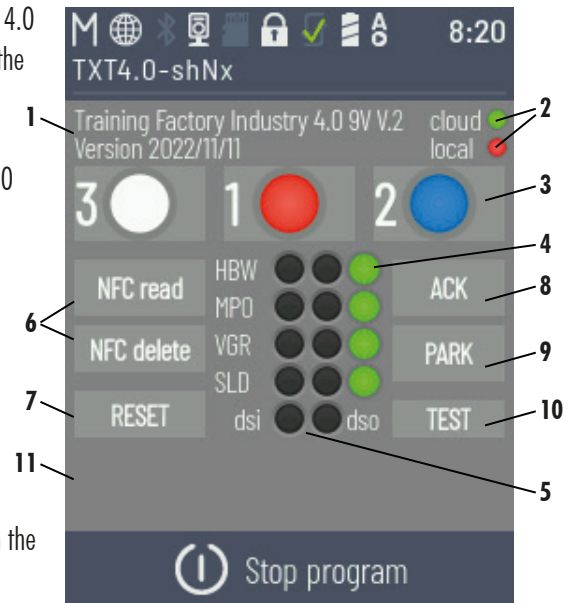 4.0
the
0
n the
M 8:20
TXT4.0-shNx
Training Factory Industry 4.0 9V V.2 cloud
Version 2022/11/11 local
3 1 2
NFC read HBW ACK
MPO
NFC delete VGR PARK
SLD
RESET dsi dso TEST
Stop program
1
2
3
4
8
6
9
7
10
11
5